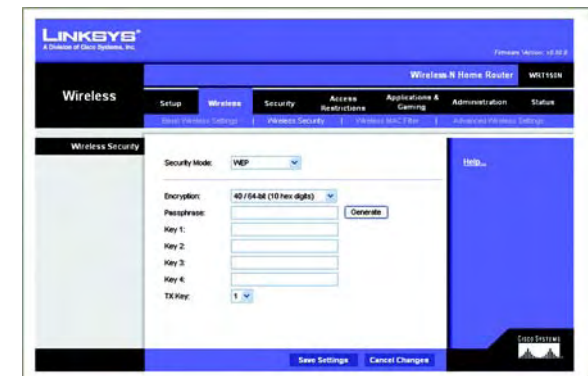 LINKSYS®
A Division of Cisco Systems, Inc.
Wireless-N Home Router WRT150N
Wireless
Setup Wireless Security Access Restrictions Applications & Gaming Administration Status
Basic Wireless Settings | Wireless Security | Wireless MAC Filter | Advanced Wireless Settings
Wireless Security
Security Mode: WEP
Help...
Encryption: 40 / 64-bit (10 hex digits)
Passphrase: Generate
Key 1:
Key 2:
Key 3:
Key 4:
TX Key: 1
Save Settings Cancel Changes
CISCO SYSTEMS